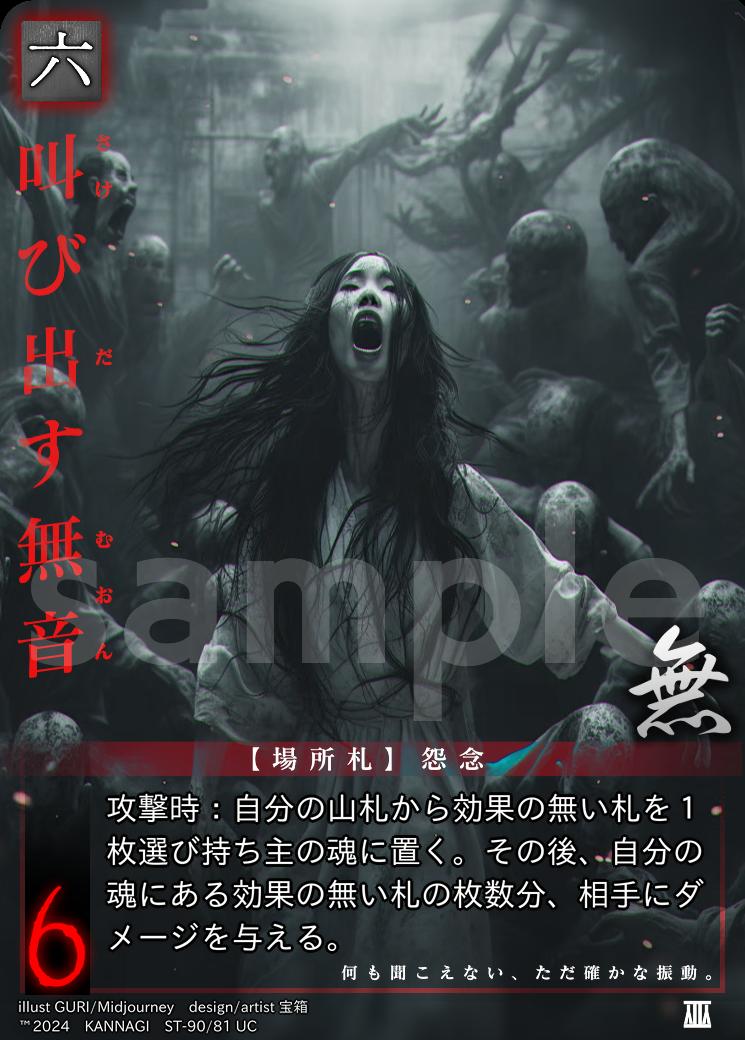 六
叫び出す無音
さけ
だ
むおん
sample
無
【場所札】怨念
攻撃時：自分の山札から効果の無い札を１
枚選び持ち主の魂に置く。その後、自分の
魂にある効果の無い札の枚数分、相手にダ
メージを与える。
6
何も聞こえない、ただ確かな振動。
illust GURI/Midjourney design/artist 宝箱
™2024 KANNAGI ST-90/81 UC